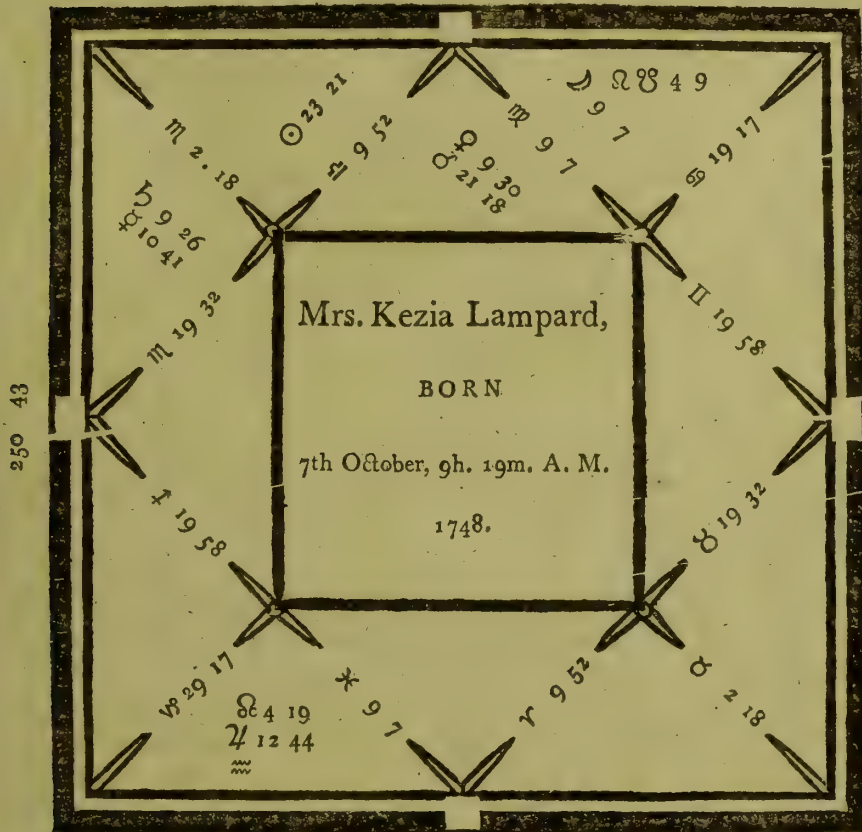 ☽ ♌ ☋ 4 9
9 7
♋ 19 17
♍ 9 7
♀ 9 30
♂ 21 18
☉ 23 21
♎ 9 52
♏ 2. 18
♄ 9 26
☿ 10 41
♏ 19 32
♊ 19 58
Mrs. Kezia Lampard,
BORN
7th October, 9h. 19m. A. M.
1748.
250 43
♐ 19 58
♉ 19 32
♑ 29 17
☊ 4 19
♃ 12 44
♒
9 7
♈ 9 52
♉ 2 18